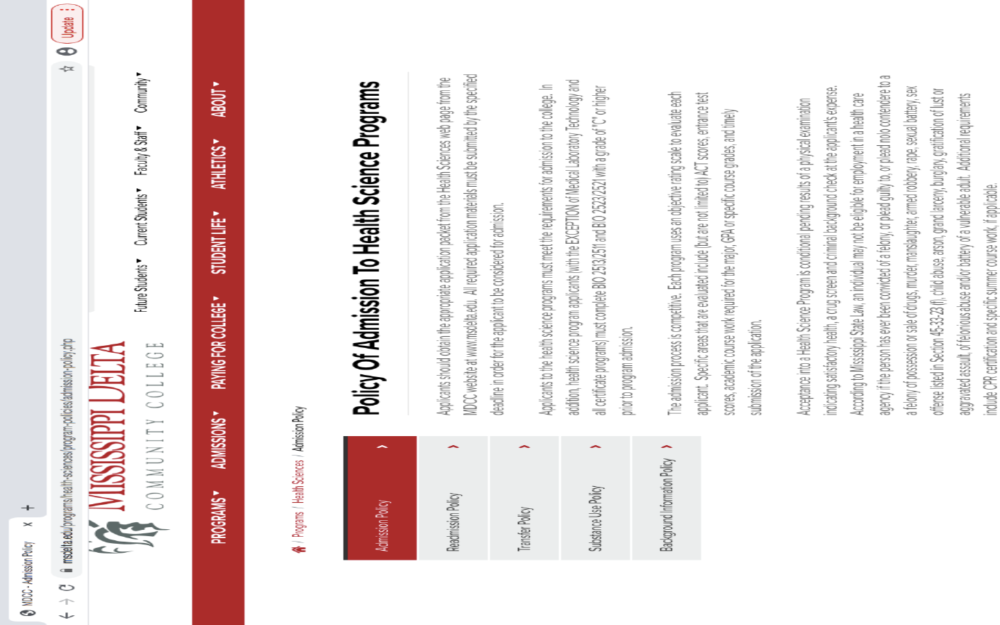 MDCC - Admission Policy
msdelta.edu/programs/health-sciences/program-policies/admission-policy.php
Update
MISSISSIPPI DELTA
COMMUNITY COLLEGE
Future Students Current Students Faculty & Staff Community
PROGRAMS ADMISSIONS PAYING FOR COLLEGE STUDENT LIFE ATHLETICS ABOUT
/ Programs / Health Sciences / Admission Policy
Admission Policy
Readmission Policy
Transfer Policy
Substance Use Policy
Background Information Policy
Policy Of Admission To Health Science Programs
Applicants should obtain the appropriate application packet from the Health Sciences web page from the
MDCC website at www.msdelta.edu. All required application materials must be submitted by the specified
deadline in order for the applicant to be considered for admission.
Applicants to the health science programs must meet the requirements for admission to the college. In
addition, health science program applicants (with the EXCEPTION of Medical Laboratory Technology and
all certificate programs) must complete BIO 2513/2511 and BIO 2523/2521 with a grade of "C" or higher
prior to program admission.
The admission process is competitive. Each program uses an objective rating scale to evaluate each
applicant. Specific areas that are evaluated include (but are not limited to) ACT scores, entrance test
scores, academic course work required for the major, GPA or specific course grades, and timely
submission of the application.
Acceptance into a Health Science Program is conditional pending results of a physical examination
indicating satisfactory health, a crug screen and criminal background check at the applicant's expense.
According to Mississippi State Law, an individual may not be eligible for employment in a health care
agency if the person has ever been convicted of a felony, or plead guilty to, or plead nolo contendere to a
a felony of possession or sale of drugs, murder, manslaughter, armed robbery, rape, sexual battery, sex
offense listed in Section 45-33-23 (f), child abuse, arson, grand larceny, burglary, gratification of lust or
aggravated assault, of felonious abuse and/or battery of a vulnerable adult. Additional requirements
include CPR certification and specific summer course work, if applicable.